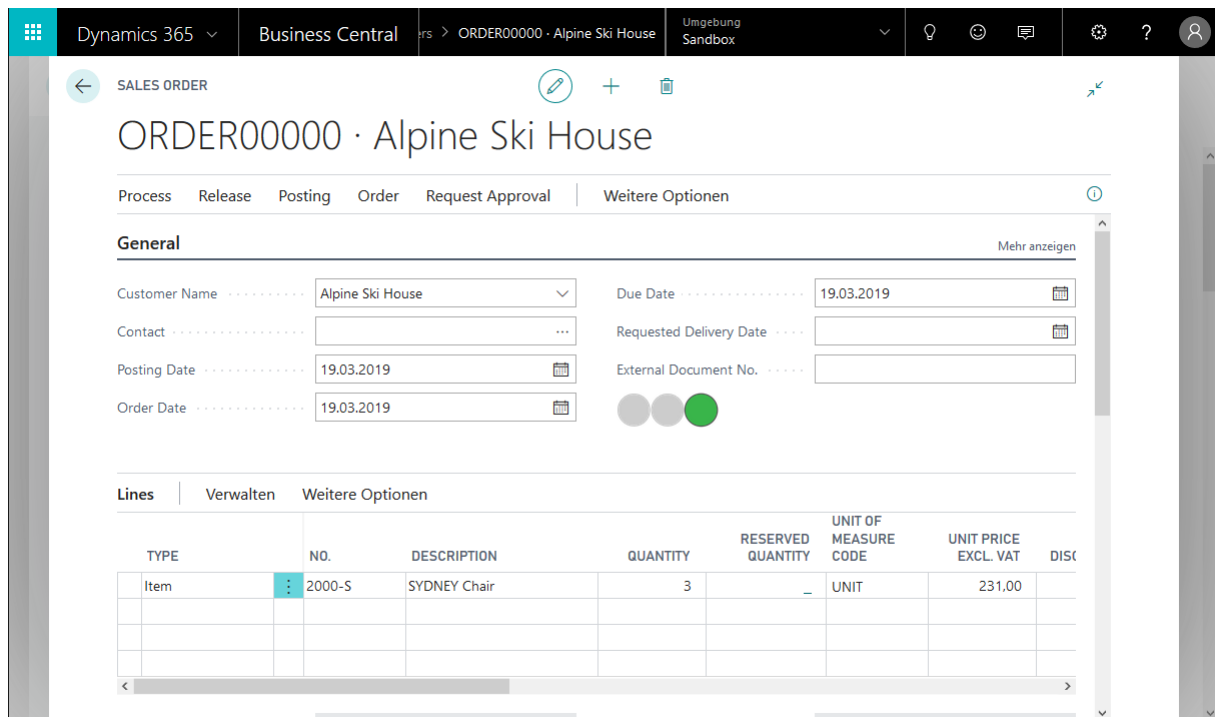 Dynamics 365 Business Central ers > ORDER00000 · Alpine Ski House Umgebung
Sandbox ?
SALES ORDER
ORDER00000 · Alpine Ski House
Process Release Posting Order Request Approval Weitere Optionen
General Mehr anzeigen
Customer Name Alpine Ski House Due Date 19.03.2019
Contact Requested Delivery Date
Posting Date 19.03.2019 External Document No.
Order Date 19.03.2019
Lines Verwalten Weitere Optionen
TYPE NO. DESCRIPTION QUANTITY RESERVED QUANTITY UNIT OF MEASURE CODE UNIT PRICE EXCL. VAT DISC
Item 2000-S SYDNEY Chair 3 _ UNIT 231,00